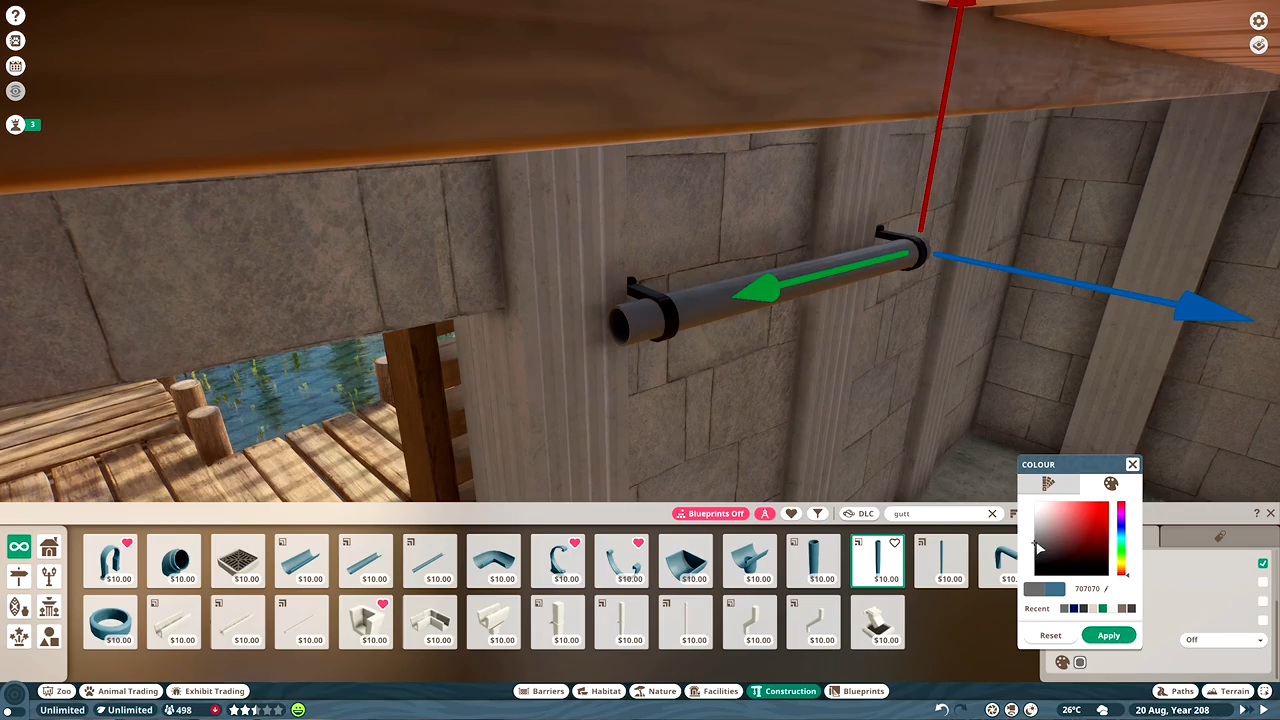 ?
3
COLOUR
Blueprints Off
A
DLC
gutt
?
$10.00 $10.00 $10.00 $10.00 $10.00 $10.00 $10.00 $10.00 $10.00 $10.00 $10.00 $10.00 $10.00 $10.00 $10.00
707070
$10.00 $10.00 $10.00 $10.00 $10.00 $10.00 $10.00 $10.00 $10.00 $10.00 $10.00 $10.00 $10.00
Recent
Reset
Apply
Off
Zoo
Animal Trading
Exhibit Trading
Barriers
Habitat
Nature
Facilities
Construction
Blueprints
Paths
Terrain
Unlimited
Unlimited
498
26°C
20 Aug, Year 208